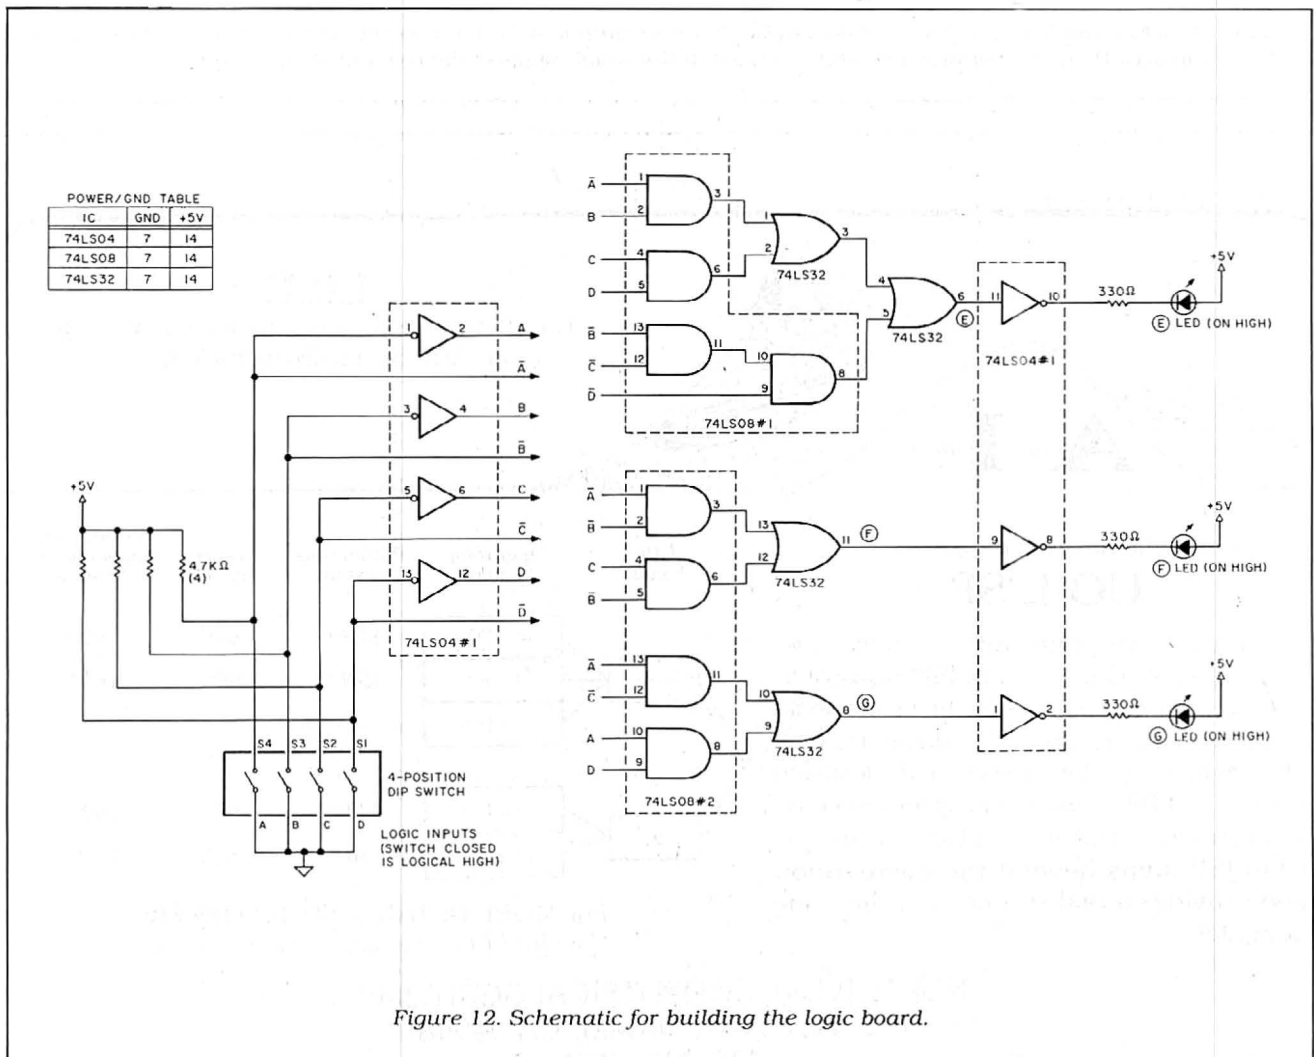 POWER/GND TABLE
IC GND +5V
74LS04 7 14
74LS08 7 14
74LS32 7 14
+5V
4.7KΩ
(4)
1 2 A
A̅
3 4 B
B̅
5 6 C
C̅
13 12 D
D̅
74LS04#1
S4 S3 S2 S1
A B C D
4-POSITION
DIP SWITCH
LOGIC INPUTS
(SWITCH CLOSED
IS LOGICAL HIGH)
A̅ 1
B 2
3
C 4
D 5
6
1
2
3
74LS32
B̅ 13
C̅ 12
11
10
D̅ 9
8
74LS08#1
4
5
6
74LS32
E
11 10
74LS04#1
330Ω
+5V
E LED (ON HIGH)
A̅ 1
B̅ 2
3
C 4
B̅ 5
6
13
12
11
74LS32
F
9 8
330Ω
+5V
F LED (ON HIGH)
A̅ 13
C̅ 12
11
A 10
D 9
8
74LS08#2
10
9
8
74LS32
G
1 2
330Ω
+5V
G LED (ON HIGH)
Figure 12. Schematic for building the logic board.